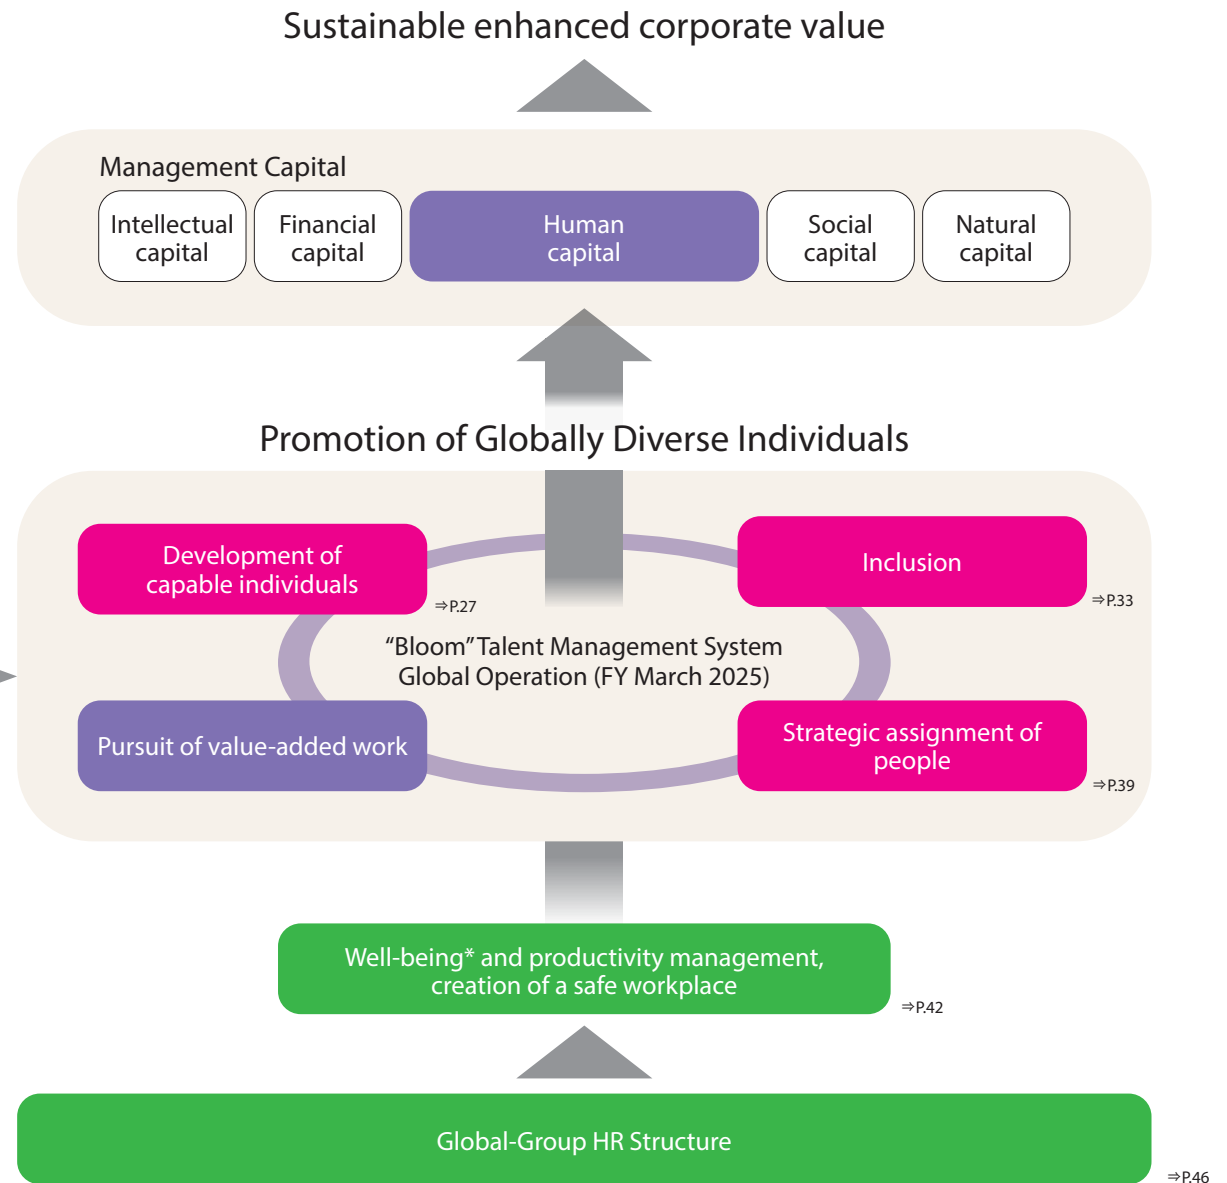 Sustainable enhanced corporate value
Management Capital
Intellectual
capital
Financial
capital
Human
capital
Social
capital
Natural
capital
Promotion of Globally Diverse Individuals
Development of
capable individuals
⇒P.27
Inclusion
⇒P.33
“Bloom” Talent Management System
Global Operation (FY March 2025)
Pursuit of value-added work
Strategic assignment of
people
⇒P.39
Well-being* and productivity management,
creation of a safe workplace
⇒P.42
Global-Group HR Structure
⇒P.46